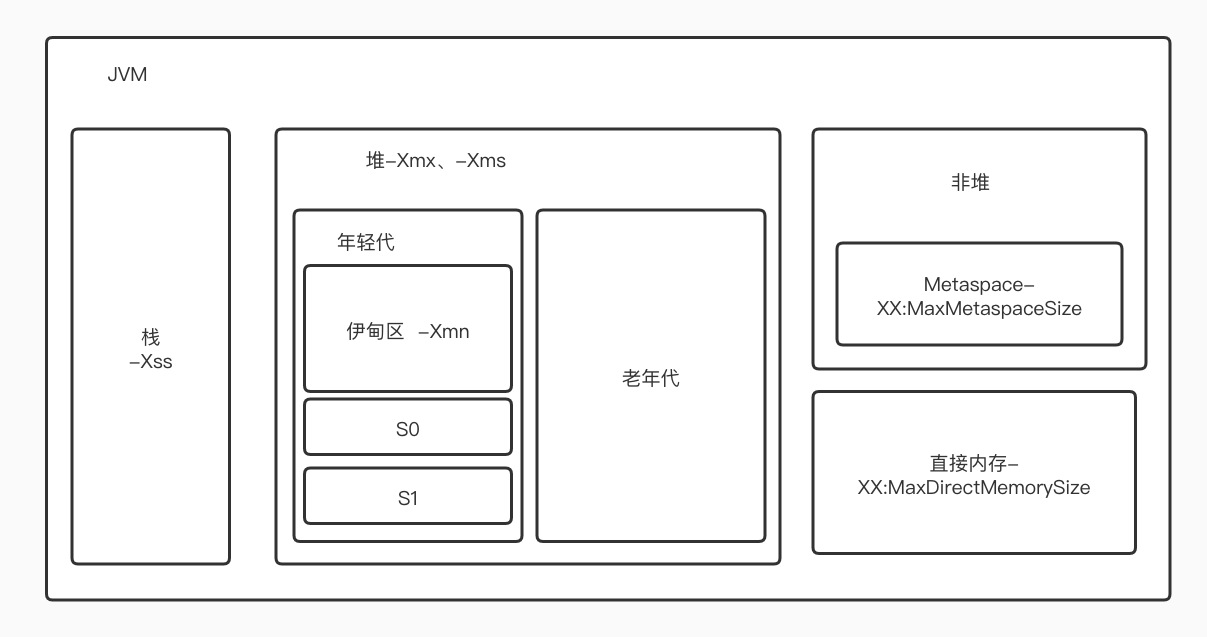 JVM
栈
-Xss
堆-Xmx、-Xms
年轻代
伊甸区 -Xmn
S0
S1
老年代
非堆
Metaspace-
XX:MaxMetaspaceSize
直接内存-
XX:MaxDirectMemorySize